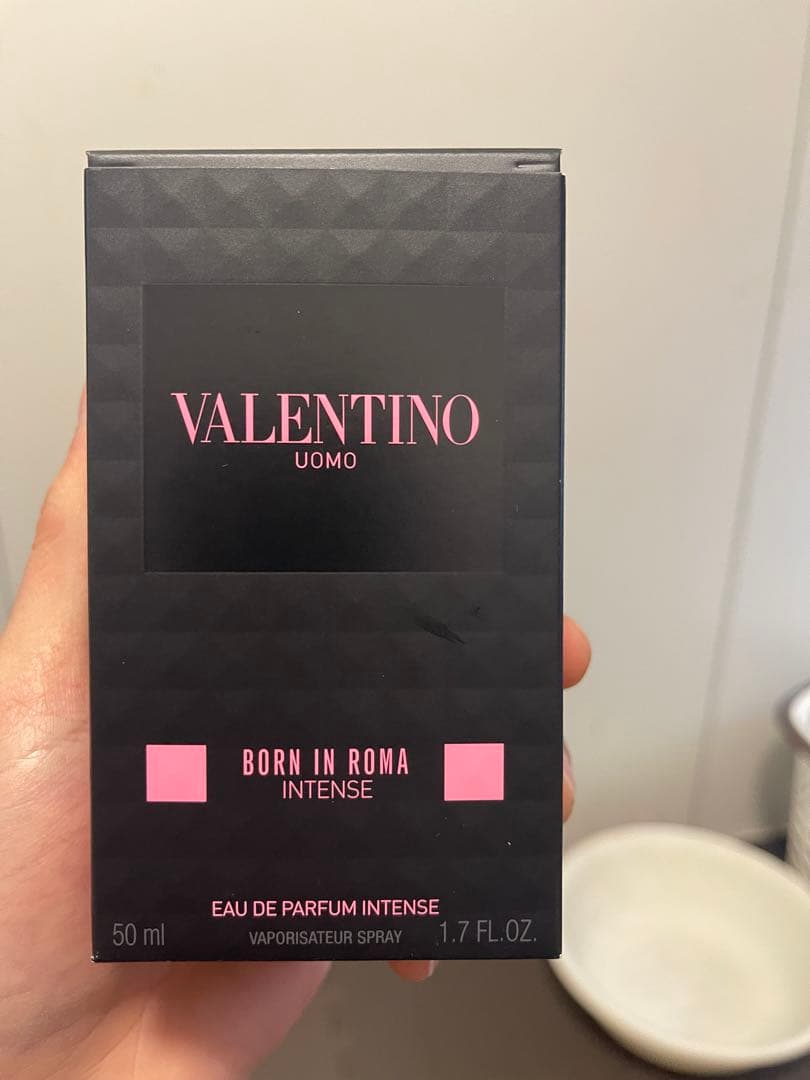 VALENTINO
UOMO
BORN IN ROMA
INTENSE
EAU DE PARFUM INTENSE
50 ml VAPORISATEUR SPRAY 1.7 FL.OZ.